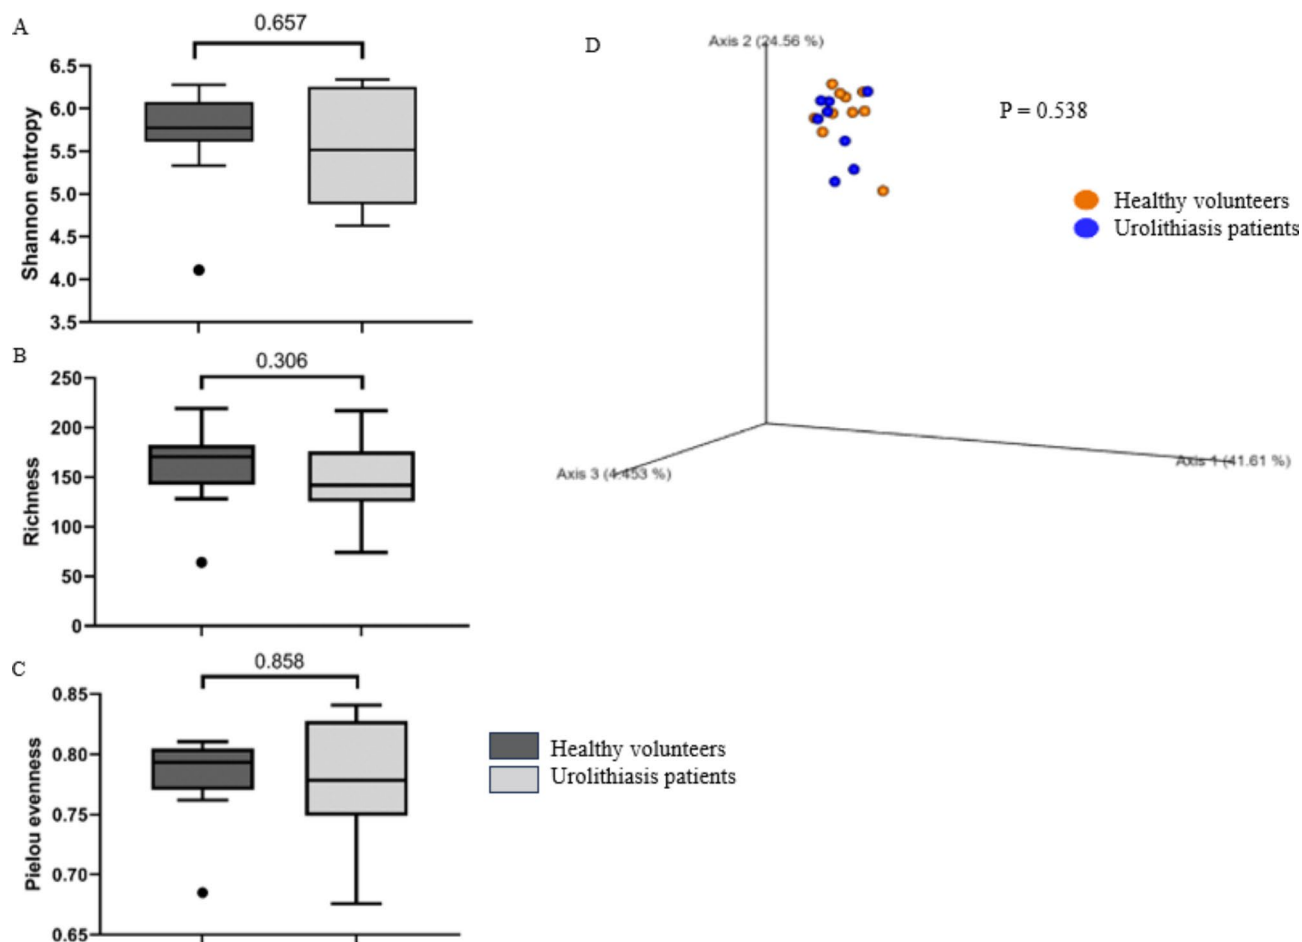 A
0.657
Shannon entropy
6.5
6.0
5.5
5.0
4.5
4.0
3.5
B
0.306
Richness
250
200
150
100
50
0
C
0.858
Pielou evenness
0.85
0.80
0.75
0.70
0.65
Healthy volunteers
Urolithiasis patients
D
Axis 2 (24.56 %)
P = 0.538
Healthy volunteers
Urolithiasis patients
Axis 3 (4.453 %)
Axis 1 (41.61 %)